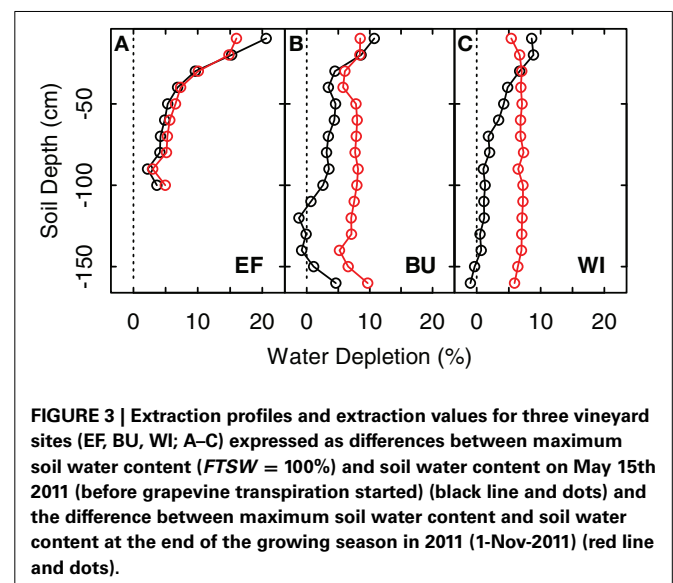 A B C
-50
-100
-150
Soil Depth (cm)
EF BU WI
0 10 20 0 10 20 0 10 20
Water Depletion (%)
FIGURE 3 | Extraction profiles and extraction values for three vineyard
sites (EF, BU, WI; A–C) expressed as differences between maximum
soil water content (FTSW = 100%) and soil water content on May 15th
2011 (before grapevine transpiration started) (black line and dots) and
the difference between maximum soil water content and soil water
content at the end of the growing season in 2011 (1-Nov-2011) (red line
and dots).